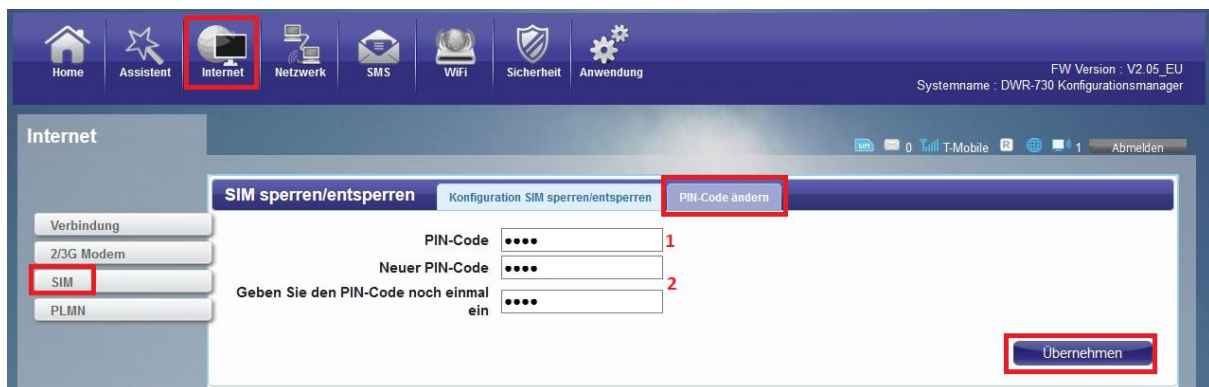 Home Assistent Internet Netzwerk SMS WiFi Sicherheit Anwendung
FW Version : V2.05_EU
Systemname : DWR-730 Konfigurationsmanager
Internet
SIM 0 T-Mobile R 1 Abmelden
SIM sperren/entsperren Konfiguration SIM sperren/entsperren PIN-Code ändern
Verbindung
2/3G Modem
SIM
PLMN
PIN-Code •••• 1
Neuer PIN-Code ••••
2
Geben Sie den PIN-Code noch einmal
ein ••••
Übernehmen